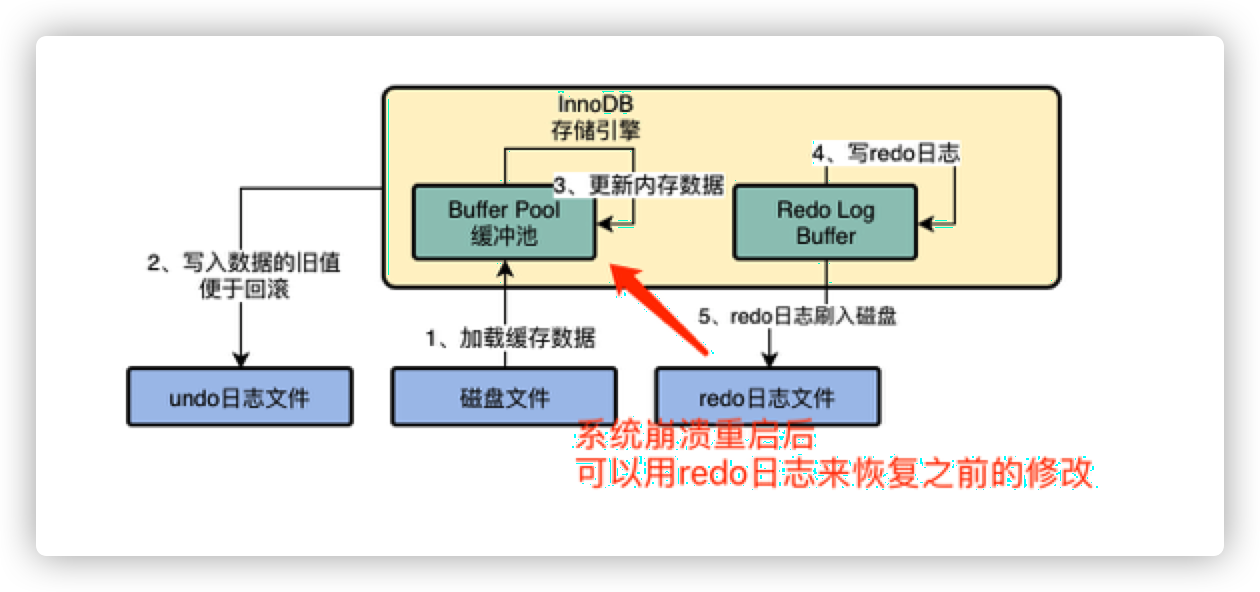 InnoDB
存储引擎
4、写redo日志
3、更新内存数据
Buffer Pool
缓冲池
Redo Log
Buffer
2、写入数据的旧值
便于回滚
5、redo日志刷入磁盘
1、加载缓存数据
undo日志文件
磁盘文件
redo日志文件
系统崩溃重启后
可以用redo日志来恢复之前的修改